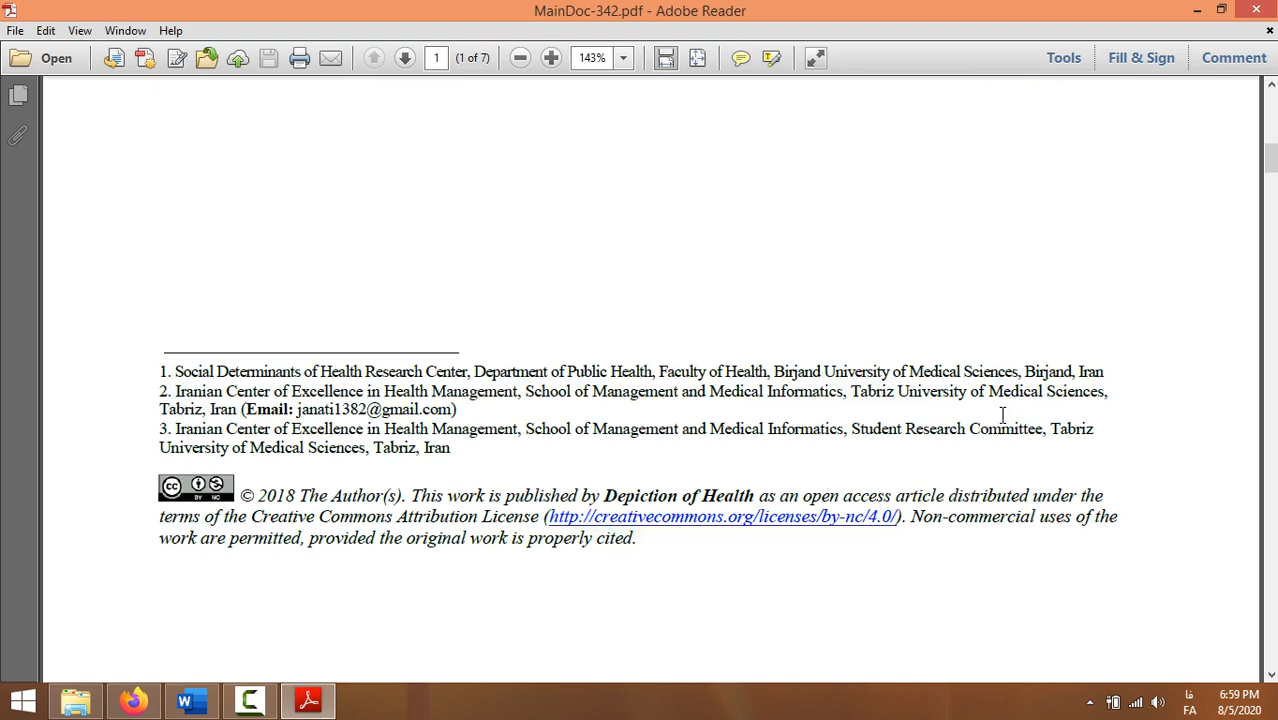 MainDoc-342.pdf - Adobe Reader
File Edit View Window Help
Open 1 (1 of 7) 143% Tools Fill & Sign Comment
1. Social Determinants of Health Research Center, Department of Public Health, Faculty of Health, Birjand University of Medical Sciences, Birjand, Iran
2. Iranian Center of Excellence in Health Management, School of Management and Medical Informatics, Tabriz University of Medical Sciences,
Tabriz, Iran (Email: janati1382@gmail.com)
3. Iranian Center of Excellence in Health Management, School of Management and Medical Informatics, Student Research Committee, Tabriz
University of Medical Sciences, Tabriz, Iran
cc BY NC © 2018 The Author(s). This work is published by Depiction of Health as an open access article distributed under the
terms of the Creative Commons Attribution License (http://creativecommons.org/licenses/by-nc/4.0/). Non-commercial uses of the
work are permitted, provided the original work is properly cited.
فا 6:59 PM
FA 8/5/2020